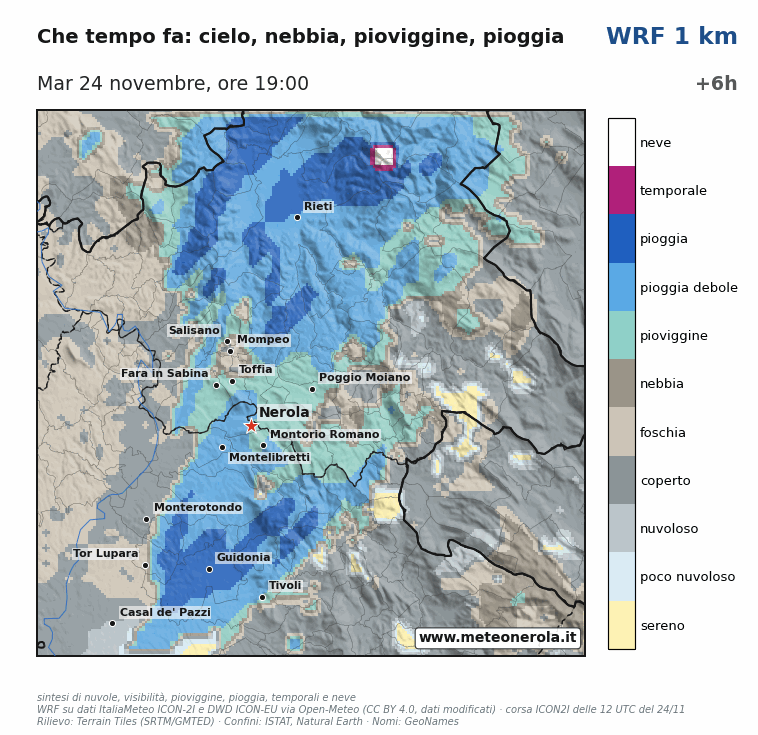 Che tempo fa: cielo, nebbia, pioviggine, pioggia
WRF 1 km
Mar 24 novembre, ore 19:00
+6h
neve
temporale
pioggia
pioggia debole
pioviggine
nebbia
foschia
coperto
nuvoloso
poco nuvoloso
sereno
Rieti
Salisano
Mompeo
Fara in Sabina
Toffia
Poggio Moiano
Nerola
Montorio Romano
Montelibretti
Monterotondo
Tor Lupara
Guidonia
Tivoli
Casal de' Pazzi
www.meteonerola.it
sintesi di nuvole, visibilità, pioviggine, pioggia, temporali e neve
WRF su dati ItaliaMeteo ICON-2I e DWD ICON-EU via Open-Meteo (CC BY 4.0, dati modificati) · corsa ICON2I delle 12 UTC del 24/11
Rilievo: Terrain Tiles (SRTM/GMTED) · Confini: ISTAT, Natural Earth · Nomi: GeoNames